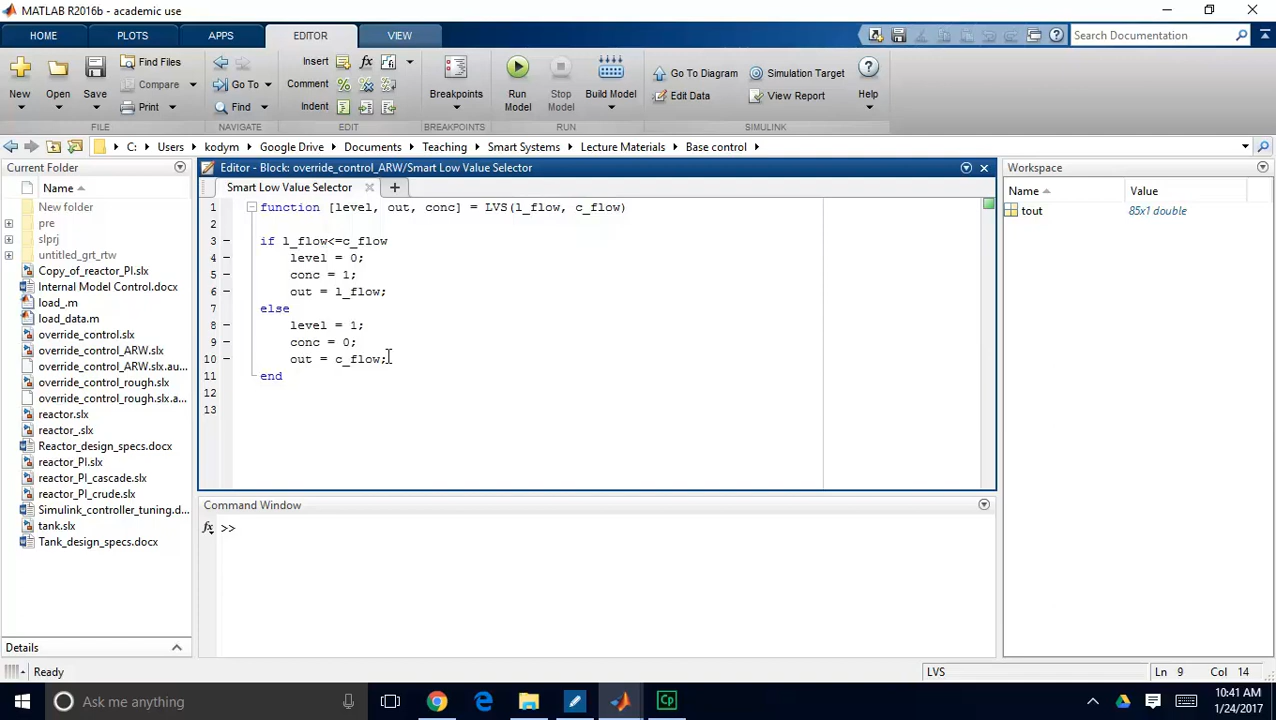 MATLAB R2016b - academic use
HOME PLOTS APPS EDITOR VIEW Search Documentation
New Open Save Find Files Compare Print
FILE
Go To Find
NAVIGATE
Insert Comment Indent
EDIT
Breakpoints
BREAKPOINTS
Run Model Stop Model Build Model
RUN
Go To Diagram Simulation Target Edit Data View Report Help
SIMULINK
C: Users kodym Google Drive Documents Teaching Smart Systems Lecture Materials Base control
Current Folder
Name
New folder
pre
slprj
untitled_grt_rtw
Copy_of_reactor_PI.slx
Internal Model Control.docx
load_.m
load_data.m
override_control.slx
override_control_ARW.slx
override_control_ARW.slx.au...
override_control_rough.slx
override_control_rough.slx.a...
reactor.slx
reactor_.slx
Reactor_design_specs.docx
reactor_PI.slx
reactor_PI_cascade.slx
reactor_PI_crude.slx
Simulink_controller_tuning.d...
tank.slx
Tank_design_specs.docx
Details
Ready
Editor - Block: override_control_ARW/Smart Low Value Selector
Smart Low Value Selector
1 function [level, out, conc] = LVS(l_flow, c_flow)
2
3 if l_flow<=c_flow
4 level = 0;
5 conc = 1;
6 out = l_flow;
7 else
8 level = 1;
9 conc = 0;
10 out = c_flow;
11 end
12
13
Command Window
fx >>
Workspace
Name Value
tout 85x1 double
LVS Ln 9 Col 14
Ask me anything
Cp
10:41 AM
1/24/2017